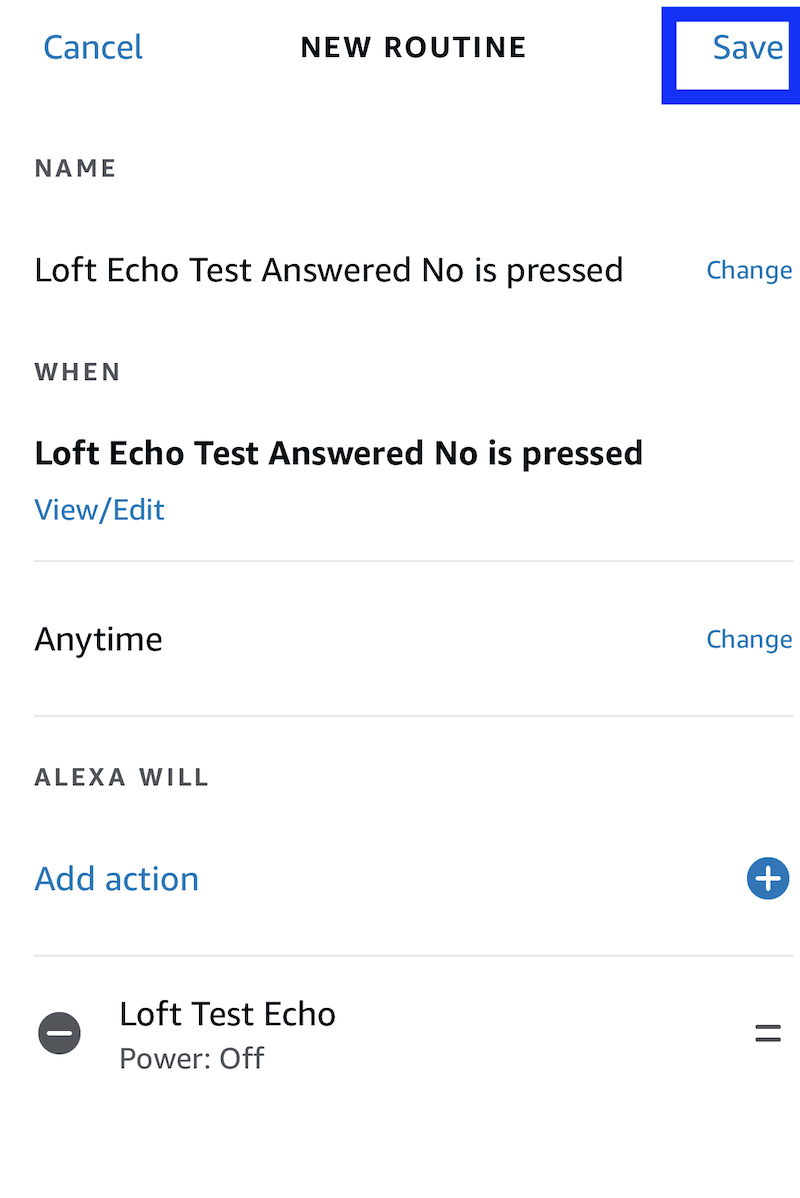 Cancel NEW ROUTINE Save
NAME
Loft Echo Test Answered No is pressed Change
WHEN
Loft Echo Test Answered No is pressed
View/Edit
Anytime Change
ALEXA WILL
Add action
Loft Test Echo
Power: Off